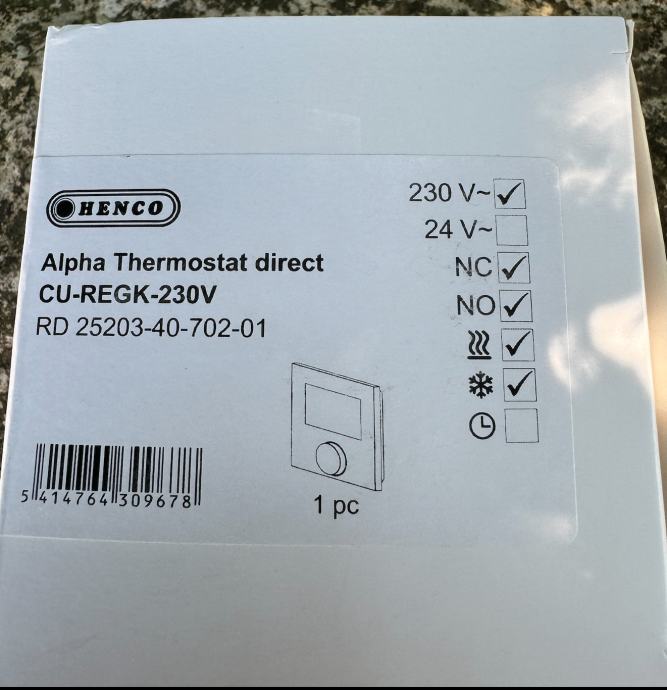 HENCO
Alpha Thermostat direct
CU-REGK-230V
RD 25203-40-702-01
230 V~
24 V~
NC
NO
1 pc
5 414764 309678